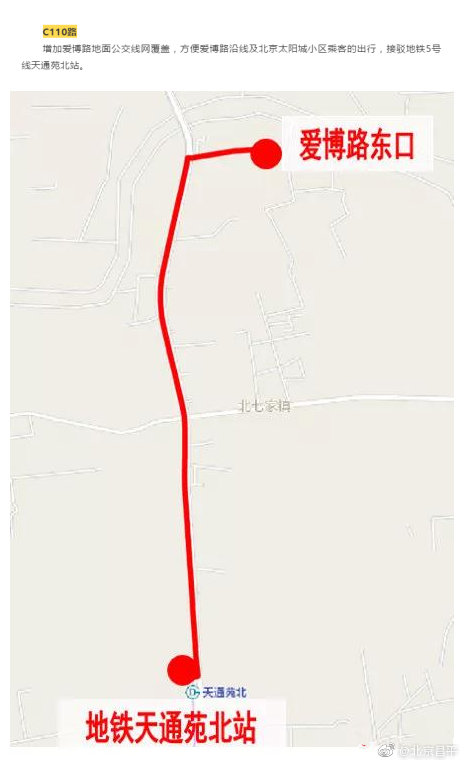 C110路
增加爱博路地面公交线网覆盖，方便爱博路沿线及北京太阳城小区乘客的出行，接驳地铁5号
线天通苑北站。
爱博路东口
北七家镇
天通苑北
地铁天通苑北站
@北京昌平